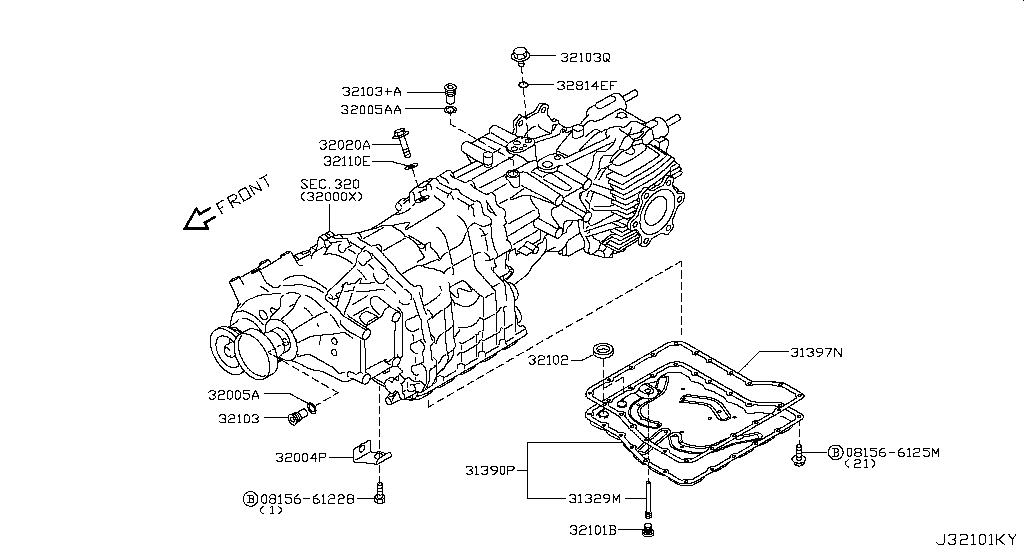 32103Q
32814EF
32103+A
32005AA
32020A
32110E
SEC.320
(32000X)
FRONT
32102
31397N
32005A
32103
32004P
B 08156-6125M
(21)
31390P
B 08156-61228
(1)
31329M
32101B
J32101KY